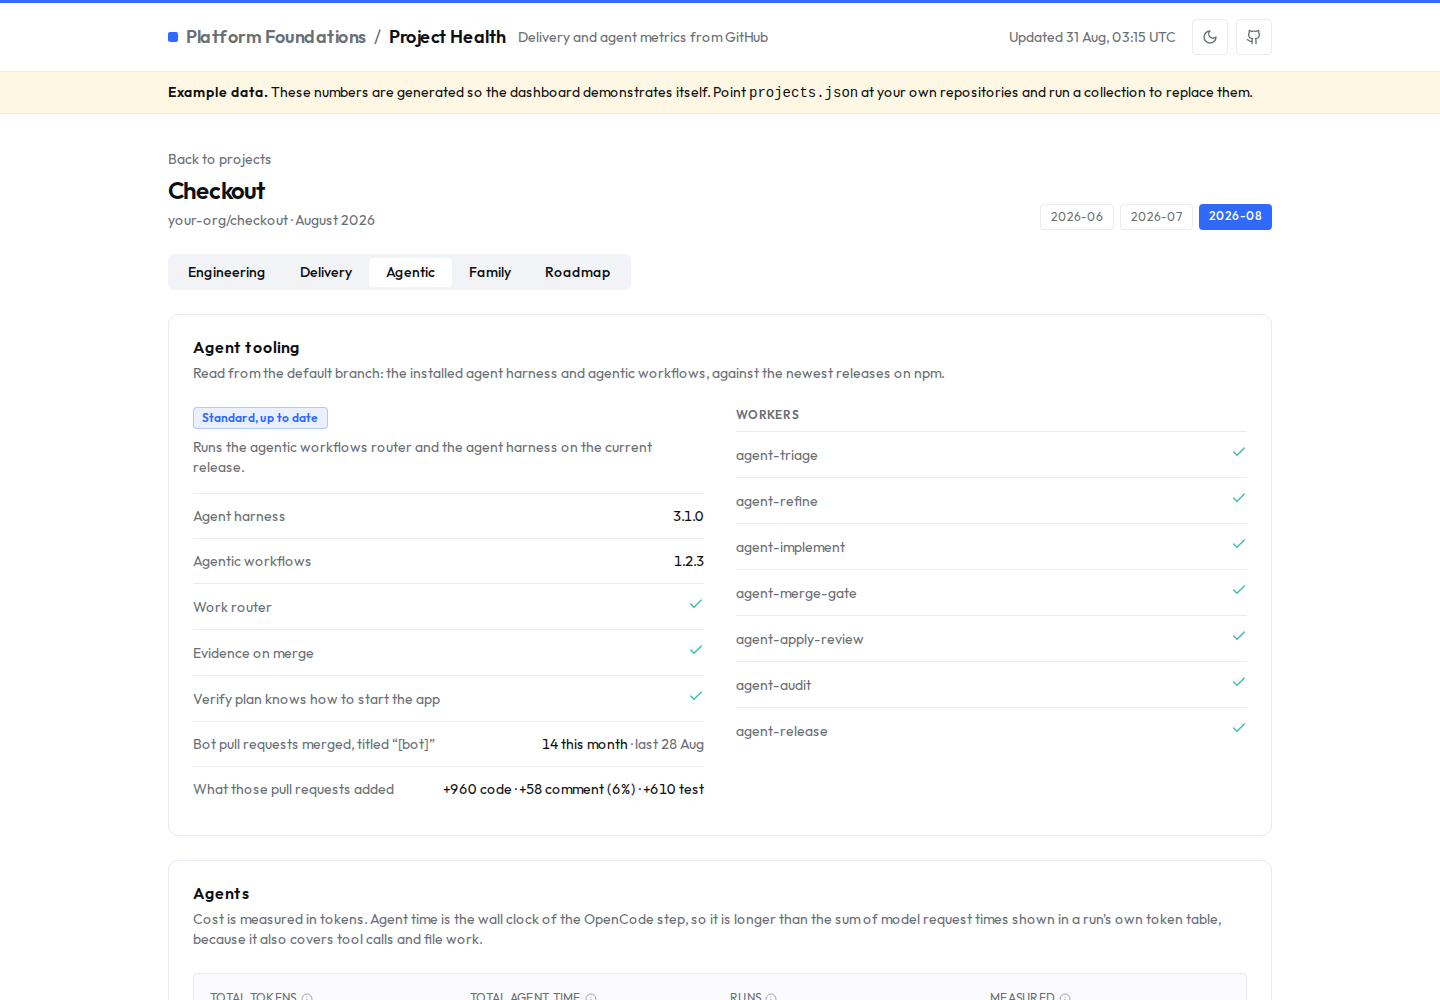 Platform Foundations / Project Health Delivery and agent metrics from GitHub
Updated 31 Aug, 03:15 UTC
Example data. These numbers are generated so the dashboard demonstrates itself. Point projects.json at your own repositories and run a collection to replace them.
Back to projects
Checkout
your-org/checkout · August 2026
2026-06 2026-07 2026-08
Engineering Delivery Agentic Family Roadmap
Agent tooling
Read from the default branch: the installed agent harness and agentic workflows, against the newest releases on npm.
Standard, up to date
Runs the agentic workflows router and the agent harness on the current
release.
Agent harness 3.1.0
Agentic workflows 1.2.3
Work router
Evidence on merge
Verify plan knows how to start the app
Bot pull requests merged, titled “[bot]” 14 this month · last 28 Aug
What those pull requests added +960 code · +58 comment (6%) · +610 test
WORKERS
agent-triage
agent-refine
agent-implement
agent-merge-gate
agent-apply-review
agent-audit
agent-release
Agents
Cost is measured in tokens. Agent time is the wall clock of the OpenCode step, so it is longer than the sum of model request times shown in a run's own token table,
because it also covers tool calls and file work.
TOTAL TOKENS TOTAL AGENT TIME RUNS MEASURED